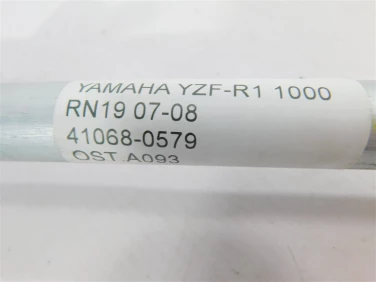 YAMAHA YZF-R1 1000
RN19 07-08
41068-0579
OST.A093